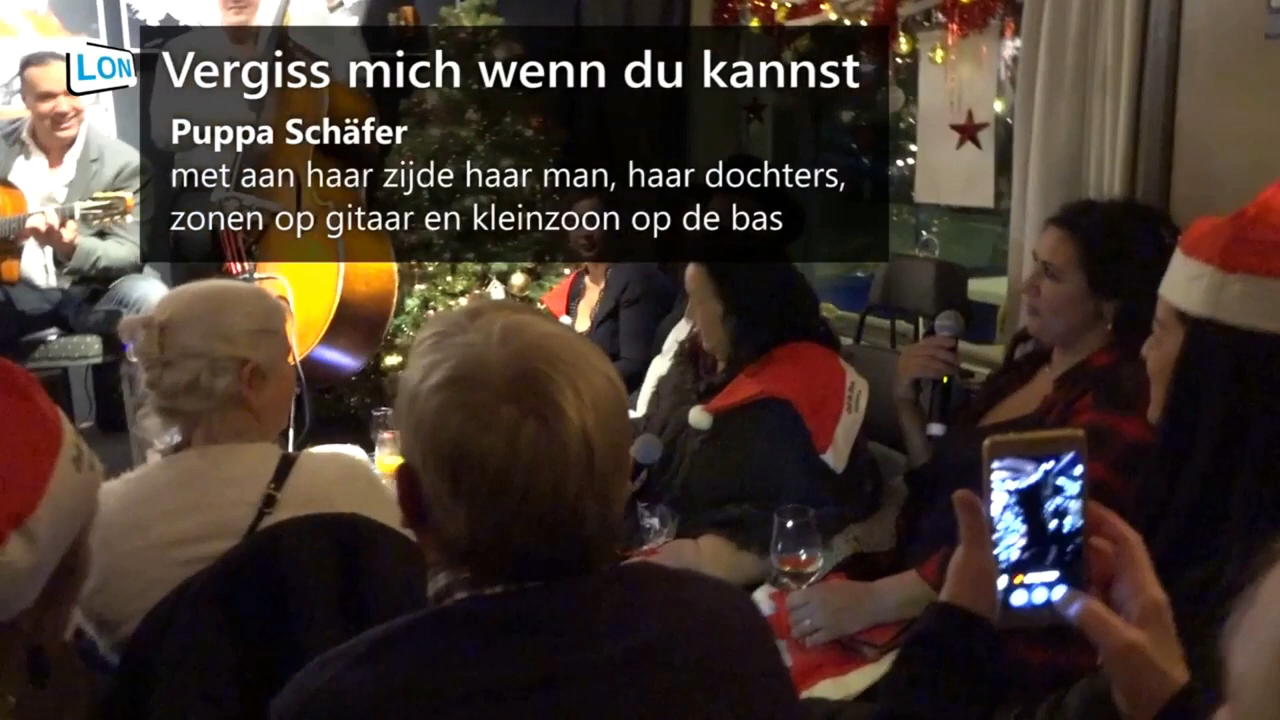 LON
Vergiss mich wenn du kannst
Puppa Schäfer
met aan haar zijde haar man, haar dochters,
zonen op gitaar en kleinzoon op de bas